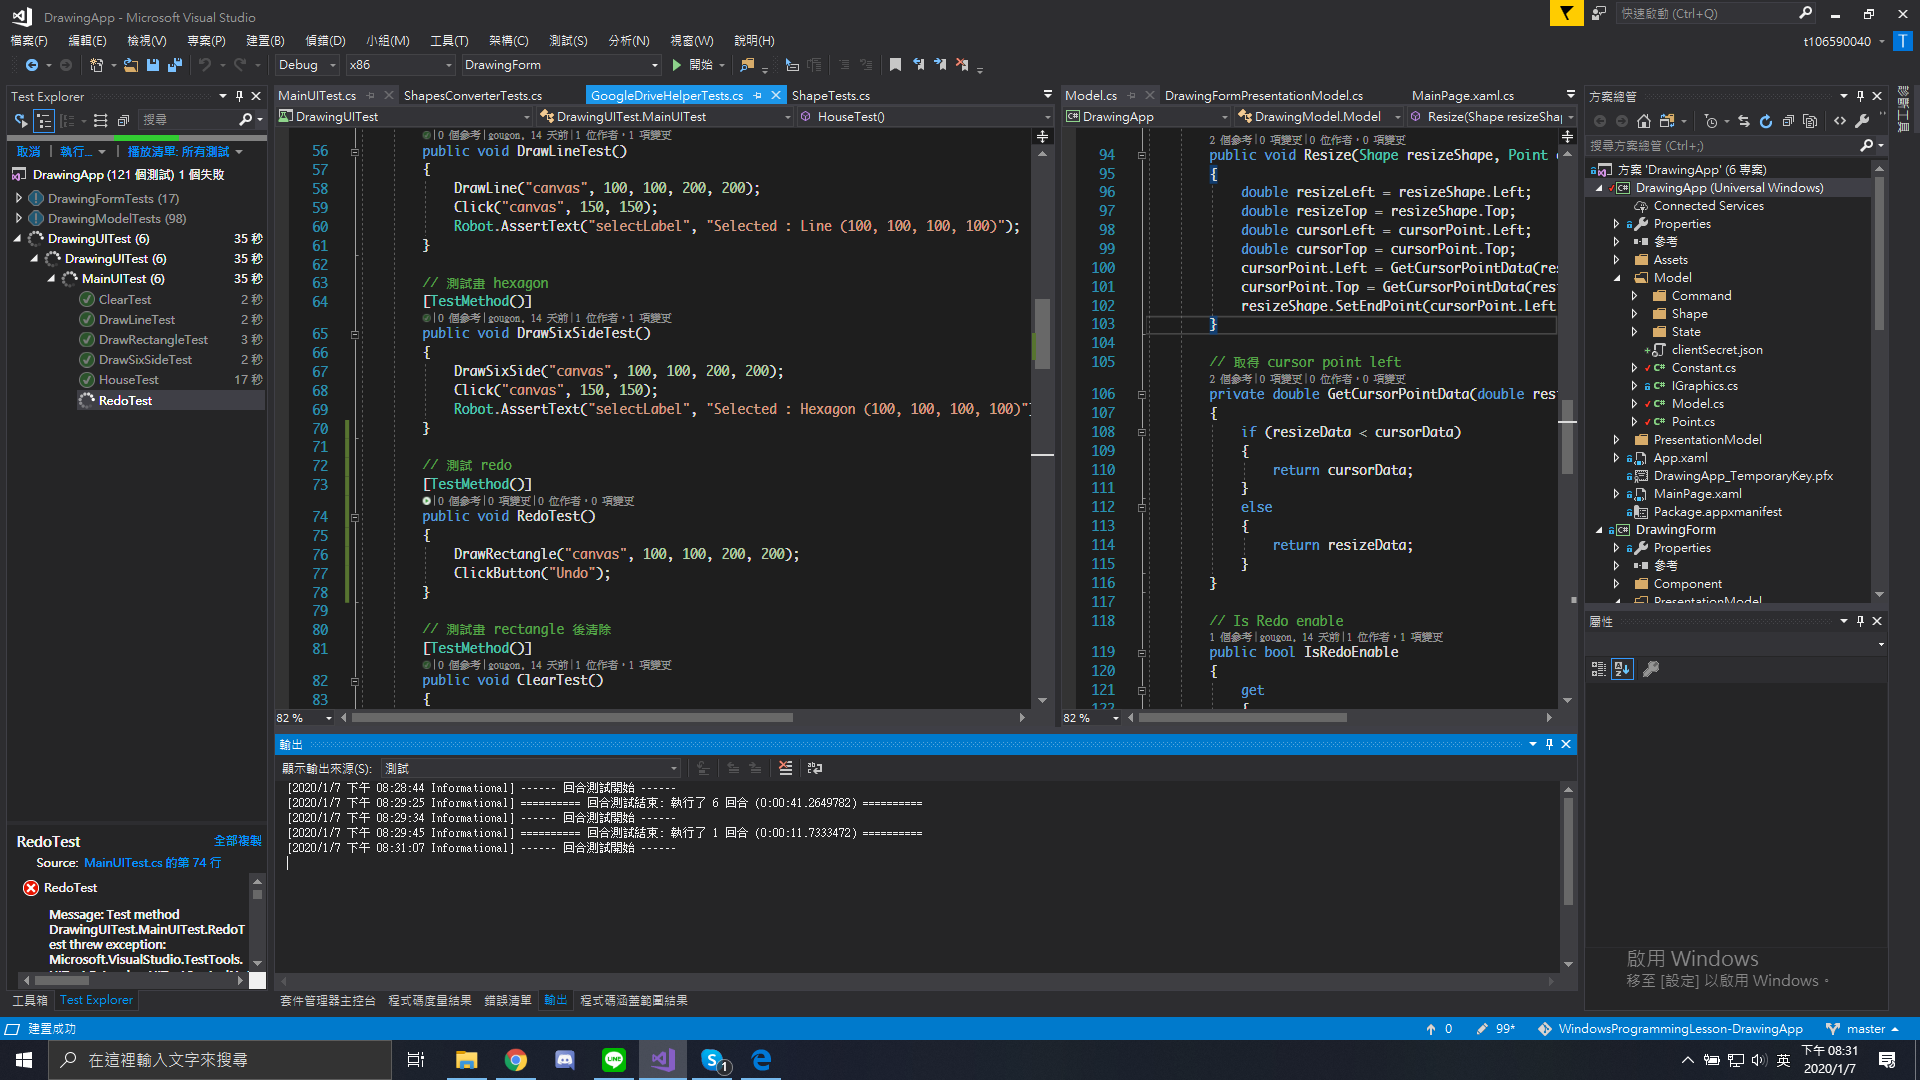 DrawingApp - Microsoft Visual Studio
快速啟動 (Ctrl+Q)
檔案(F) 編輯(E) 檢視(V) 專案(P) 建置(B) 偵錯(D) 小組(M) 工具(T) 架構(C) 測試(S) 分析(N) 視窗(W) 說明(H)
t106590040 T
Debug x86 DrawingForm 開始
Test Explorer
搜尋
取消 執行... 播放清單: 所有測試
DrawingApp (121 個測試) 1 個失敗
DrawingFormTests (17)
DrawingModelTests (98)
DrawingUITest (6) 35 秒
DrawingUITest (6) 35 秒
MainUITest (6) 35 秒
ClearTest 2 秒
DrawLineTest 2 秒
DrawRectangleTest 3 秒
DrawSixSideTest 2 秒
HouseTest 17 秒
RedoTest
RedoTest 全部複製
Source: MainUITest.cs 的第 74 行
RedoTest
Message: Test method
DrawingUITest.MainUITest.RedoT
est threw exception:
Microsoft.VisualStudio.TestTools.
工具箱 Test Explorer
MainUITest.cs ShapesConverterTests.cs GoogleDriveHelperTests.cs ShapeTests.cs
DrawingUITest DrawingUITest.MainUITest HouseTest()
0 個參考|gougon, 14 天前|1 位作者，1 項變更
56 public void DrawLineTest()
57 {
58 DrawLine("canvas", 100, 100, 200, 200);
59 Click("canvas", 150, 150);
60 Robot.AssertText("selectLabel", "Selected : Line (100, 100, 100, 100)");
61 }
62
63 // 測試畫 hexagon
64 [TestMethod()]
0 個參考|gougon, 14 天前|1 位作者，1 項變更
65 public void DrawSixSideTest()
66 {
67 DrawSixSide("canvas", 100, 100, 200, 200);
68 Click("canvas", 150, 150);
69 Robot.AssertText("selectLabel", "Selected : Hexagon (100, 100, 100, 100)"
70 }
71
72 // 測試 redo
73 [TestMethod()]
0 個參考|0 項變更|0 位作者，0 項變更
74 public void RedoTest()
75 {
76 DrawRectangle("canvas", 100, 100, 200, 200);
77 ClickButton("Undo");
78 }
79
80 // 測試畫 rectangle 後清除
81 [TestMethod()]
0 個參考|gougon, 14 天前|1 位作者，1 項變更
82 public void ClearTest()
83 {
82 %
Model.cs DrawingFormPresentationModel.cs MainPage.xaml.cs
DrawingApp DrawingModel.Model Resize(Shape resizeSha
2 個參考|0 項變更|0 位作者，0 項變更
94 public void Resize(Shape resizeShape, Point
95 {
96 double resizeLeft = resizeShape.Left;
97 double resizeTop = resizeShape.Top;
98 double cursorLeft = cursorPoint.Left;
99 double cursorTop = cursorPoint.Top;
100 cursorPoint.Left = GetCursorPointData(res
101 cursorPoint.Top = GetCursorPointData(res
102 resizeShape.SetEndPoint(cursorPoint.Left
103 }
104
105 // 取得 cursor point left
2 個參考|0 項變更|0 位作者，0 項變更
106 private double GetCursorPointData(double res
107 {
108 if (resizeData < cursorData)
109 {
110 return cursorData;
111 }
112 else
113 {
114 return resizeData;
115 }
116 }
117
118 // Is Redo enable
1 個參考|gougon, 14 天前|1 位作者，1 項變更
119 public bool IsRedoEnable
120 {
121 get
122 {
82 %
輸出
顯示輸出來源(S): 測試
[2020/1/7 下午 08:28:44 Informational] ------ 回合測試開始 ------
[2020/1/7 下午 08:29:25 Informational] ========== 回合測試結束: 執行了 6 回合 (0:00:41.2649782) ==========
[2020/1/7 下午 08:29:34 Informational] ------ 回合測試開始 ------
[2020/1/7 下午 08:29:45 Informational] ========== 回合測試結束: 執行了 1 回合 (0:00:11.7333472) ==========
[2020/1/7 下午 08:31:07 Informational] ------ 回合測試開始 ------
套件管理器主控台 程式碼度量結果 錯誤清單 輸出 程式碼涵蓋範圍結果
方案總管
搜尋方案總管 (Ctrl+;)
方案 'DrawingApp' (6 專案)
DrawingApp (Universal Windows)
Connected Services
Properties
參考
Assets
Model
Command
Shape
State
clientSecret.json
Constant.cs
IGraphics.cs
Model.cs
Point.cs
PresentationModel
App.xaml
DrawingApp_TemporaryKey.pfx
MainPage.xaml
Package.appxmanifest
DrawingForm
Properties
參考
Component
PresentationModel
屬性
診斷工具
啟用 Windows
移至 [設定] 以啟用 Windows。
建置成功 0 99* WindowsProgrammingLesson-DrawingApp master
在這裡輸入文字來搜尋
1
英
下午 08:31
2020/1/7